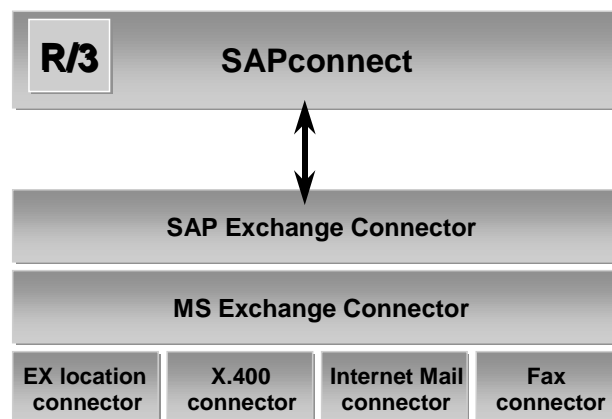 R/3 SAPconnect
SAP Exchange Connector
MS Exchange Connector
EX location
connector
X.400
connector
Internet Mail
connector
Fax
connector